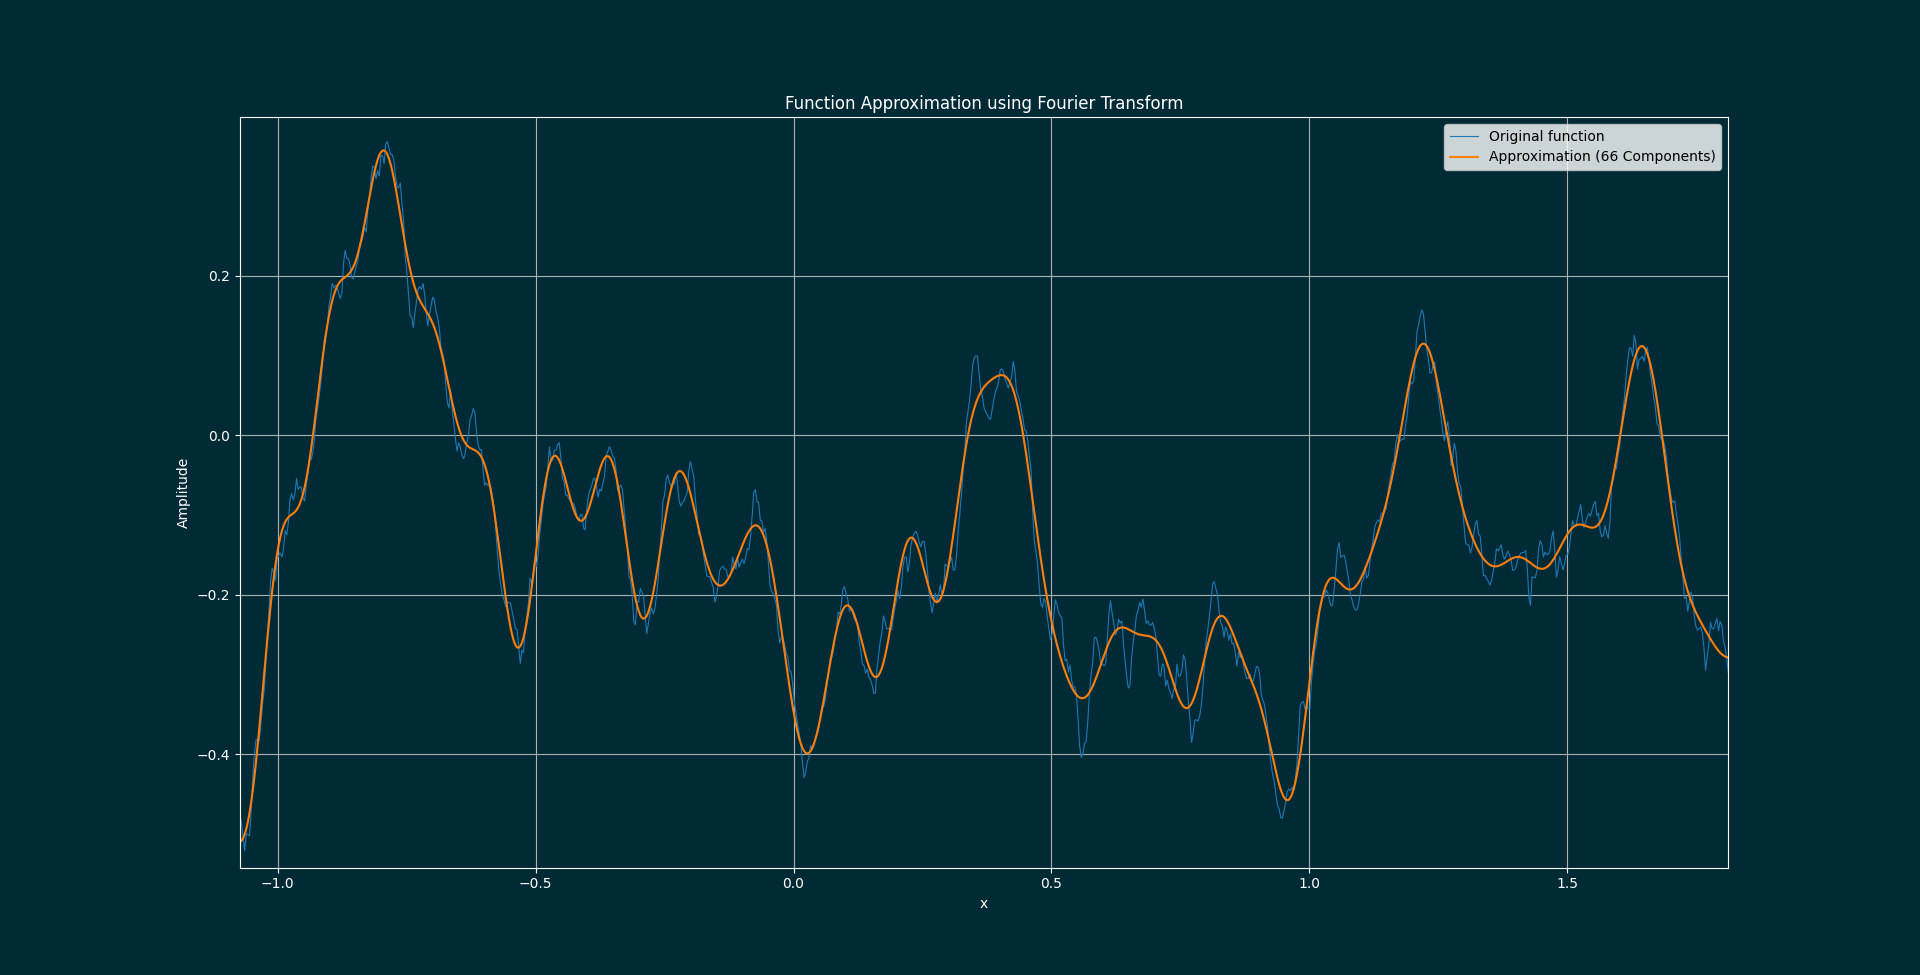 Function Approximation using Fourier Transform
Original function
Approximation (66 Components)
Amplitude
0.2
0.0
−0.2
−0.4
−1.0 −0.5 0.0 0.5 1.0 1.5
x